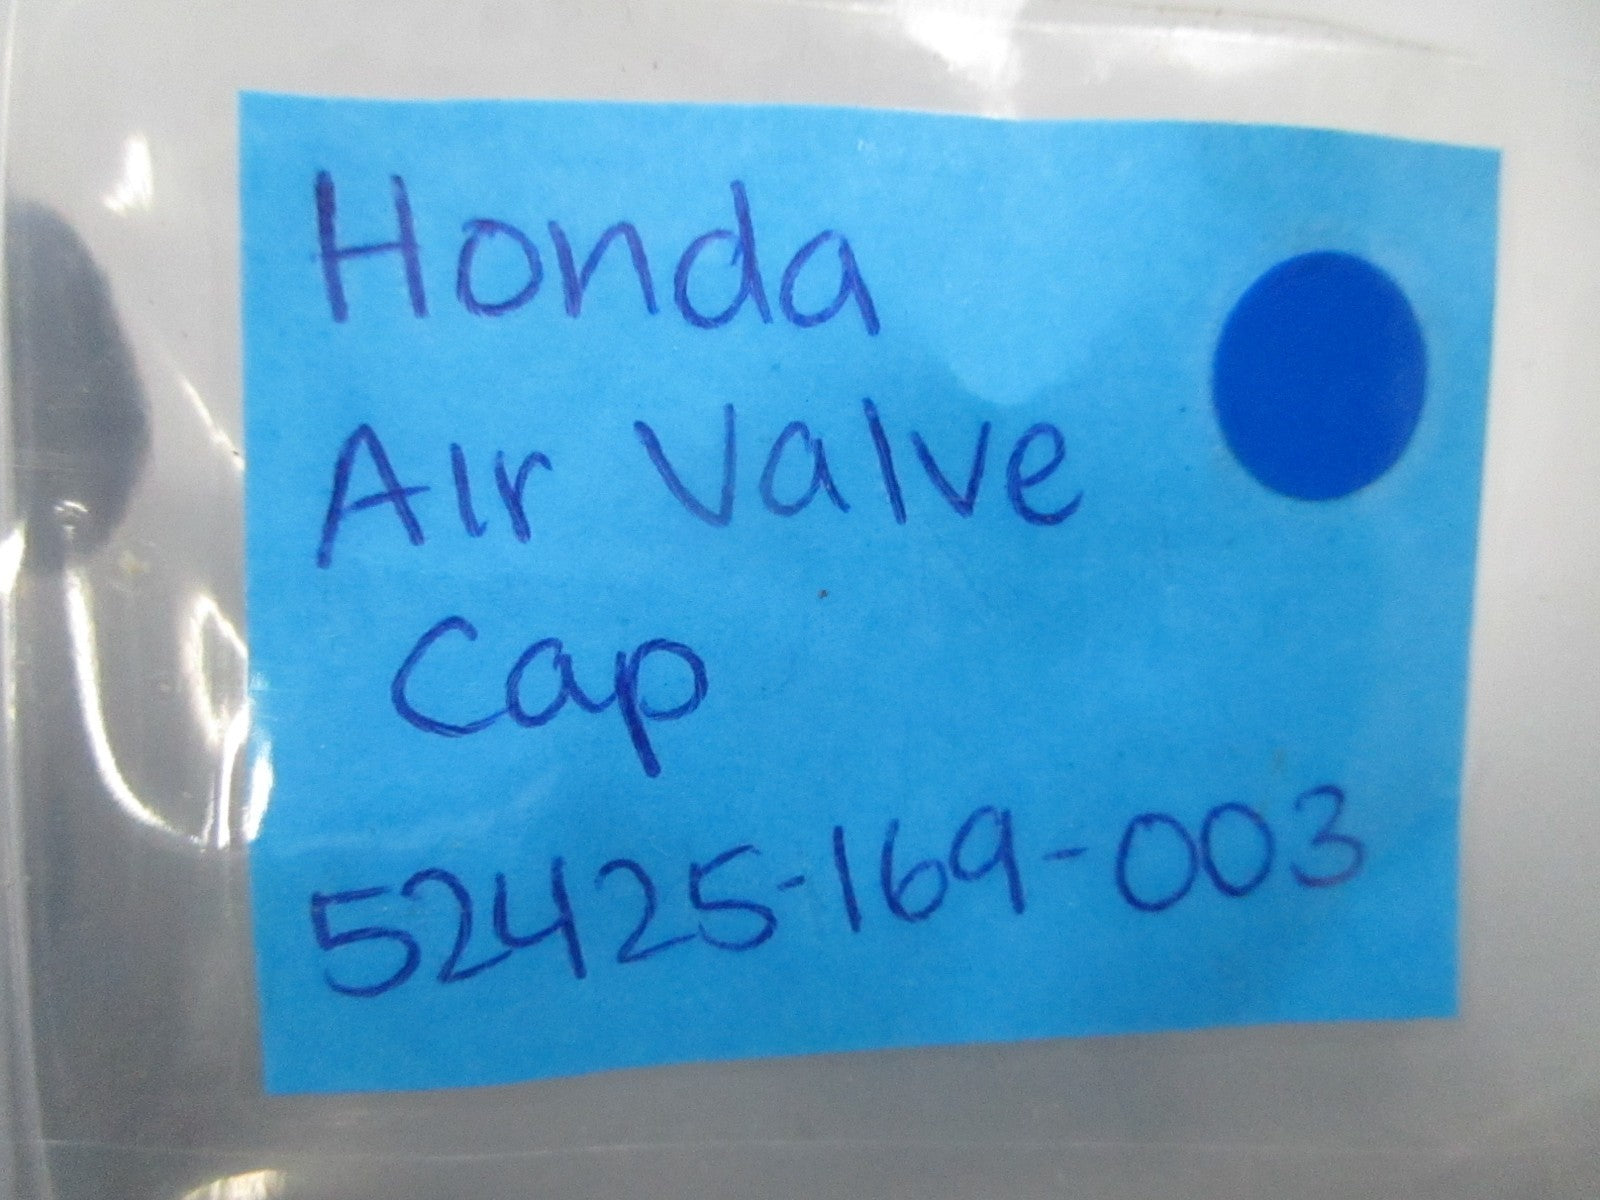 Honda
Air Valve
Cap
52425-169-003